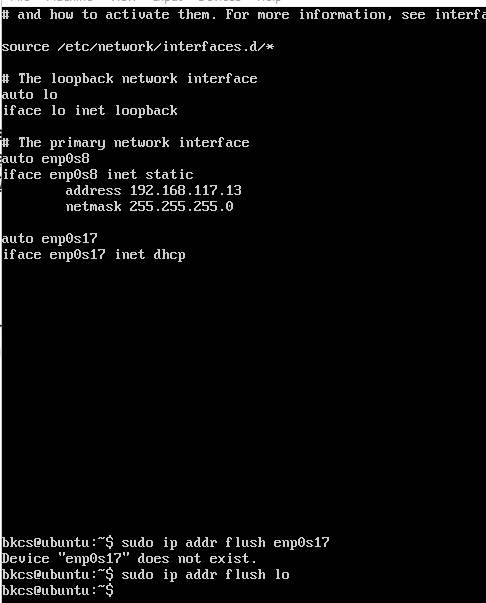 # and how to activate them. For more information, see interfa
source /etc/network/interfaces.d/*
# The loopback network interface
auto lo
iface lo inet loopback
# The primary network interface
auto enp0s8
iface enp0s8 inet static
address 192.168.117.13
netmask 255.255.255.0
auto enp0s17
iface enp0s17 inet dhcp
bkcs@ubuntu:~$ sudo ip addr flush enp0s17
Device "enp0s17" does not exist.
bkcs@ubuntu:~$ sudo ip addr flush lo
bkcs@ubuntu:~$